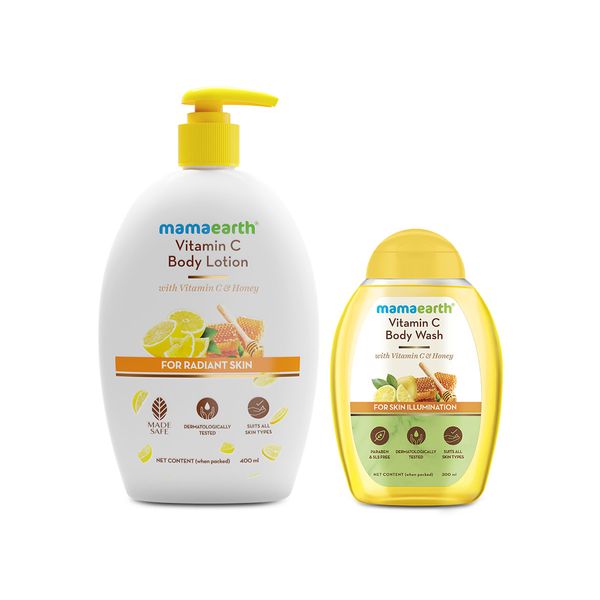 mamaearth®
Vitamin C
Body Lotion
with Vitamin C & Honey
FOR RADIANT SKIN
MADE
SAFE
DERMATOLOGICALLY
TESTED
SUITS ALL
SKIN TYPES
NET CONTENT (when packed) 400 ml
mamaearth®
Vitamin C
Body Wash
with Vitamin C & Honey
FOR SKIN ILLUMINATION
PARABEN
& SLS FREE
DERMATOLOGICALLY
TESTED
SUITS ALL
SKIN TYPES
NET CONTENT (when packed) 300 ml